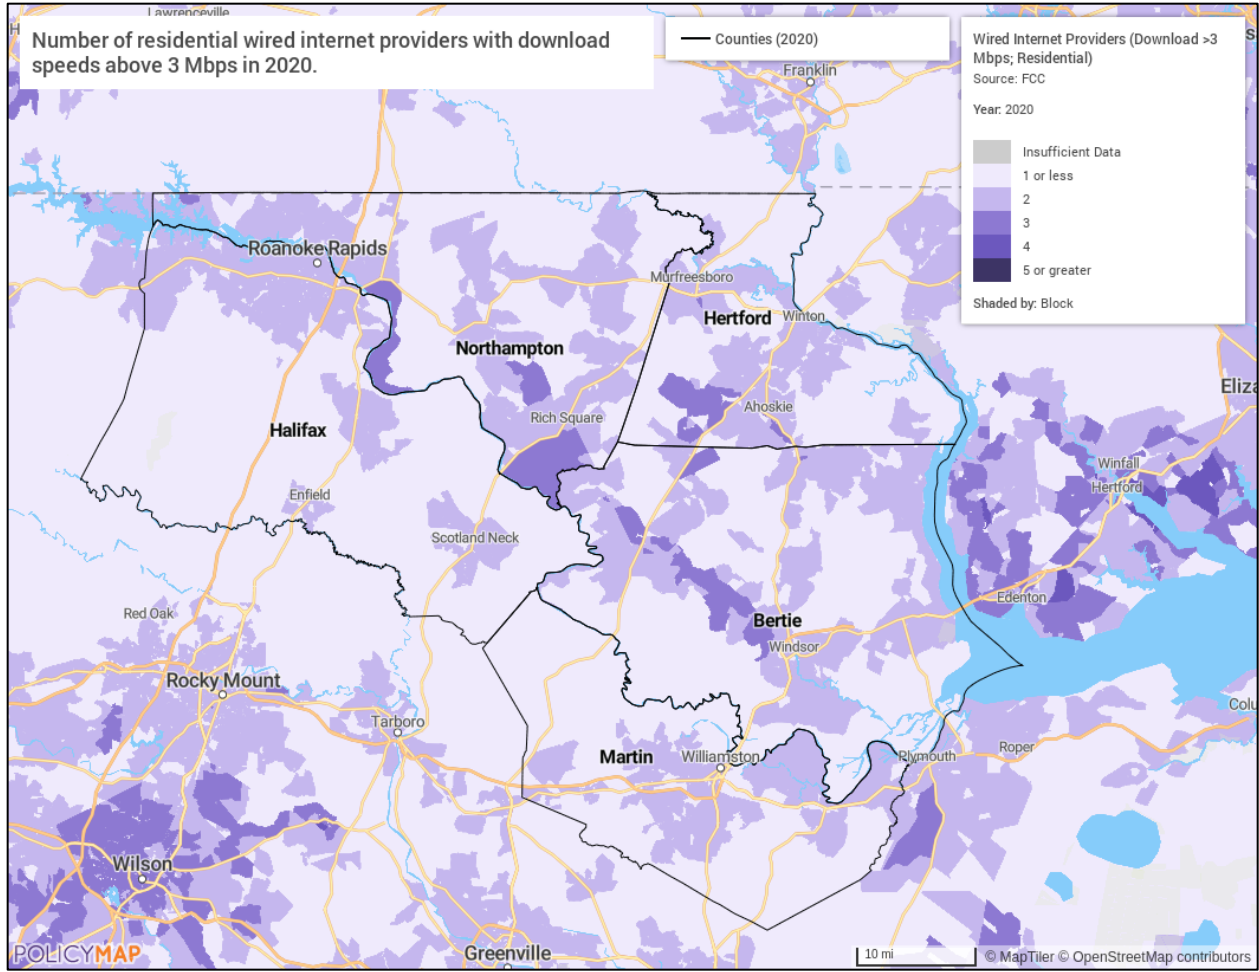 Lawrenceville
Number of residential wired internet providers with download
speeds above 3 Mbps in 2020.
Counties (2020)
Wired Internet Providers (Download >3
Mbps; Residential)
Source: FCC
Year: 2020
Insufficient Data
1 or less
2
3
4
5 or greater
Shaded by: Block
Franklin
Roanoke Rapids
Murfreesboro
Hertford
Winton
Northampton
Eliza
Rich Square
Ahoskie
Halifax
Winfall
Hertford
Enfield
Scotland Neck
Edenton
Red Oak
Bertie
Windsor
Rocky Mount
Tarboro
Colu
Martin
Williamston
Plymouth
Roper
Wilson
POLICYMAP
Greenville
10 mi
© MapTiler © OpenStreetMap contributors